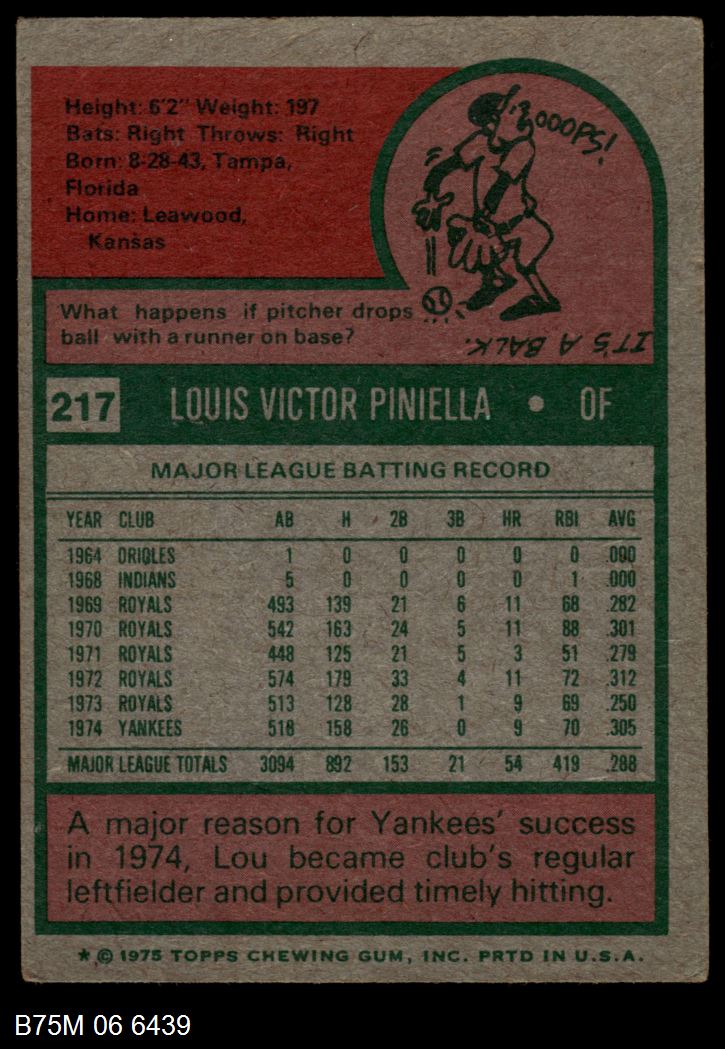 Height: 6'2" Weight: 197
Bats: Right Throws: Right
Born: 8-28-43, Tampa,
Florida
Home: Leawood,
Kansas
OOOPS!
What happens if pitcher drops
ball with a runner on base?
IT'S A BALK.
217 LOUIS VICTOR PINIELLA • OF
MAJOR LEAGUE BATTING RECORD
YEAR CLUB AB H 2B 3B HR RBI AVG
1964 ORIOLES 1 0 0 0 0 0 .000
1968 INDIANS 5 0 0 0 0 1 .000
1969 ROYALS 493 139 21 6 11 68 .282
1970 ROYALS 542 163 24 5 11 88 .301
1971 ROYALS 448 125 21 5 3 51 .279
1972 ROYALS 574 179 33 4 11 72 .312
1973 ROYALS 513 128 28 1 9 69 .250
1974 YANKEES 518 158 26 0 9 70 .305
MAJOR LEAGUE TOTALS 3094 892 153 21 54 419 .288
A major reason for Yankees' success
in 1974, Lou became club's regular
leftfielder and provided timely hitting.
* © 1975 TOPPS CHEWING GUM, INC. PRTD IN U.S.A.
B75M 06 6439